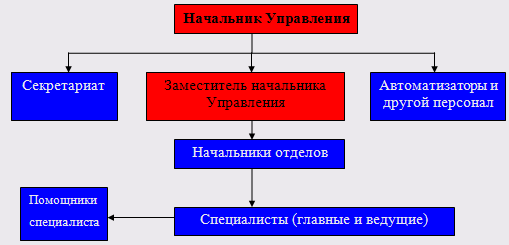 Начальник Управления
Секретариат
Заместитель начальника
Управления
Автоматизаторы и
другой персонал
Начальники отделов
Помощники
специалиста
Специалисты (главные и ведущие)